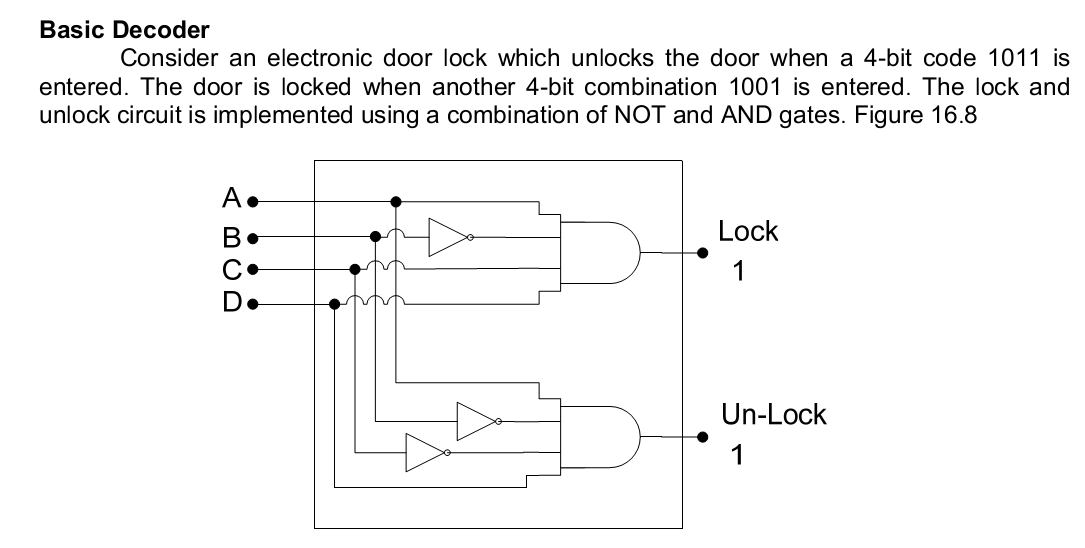 Basic Decoder
Consider an electronic door lock which unlocks the door when a 4-bit code 1011 is
entered. The door is locked when another 4-bit combination 1001 is entered. The lock and
unlock circuit is implemented using a combination of NOT and AND gates. Figure 16.8
A
B
C
D
Lock
1
Un-Lock
1